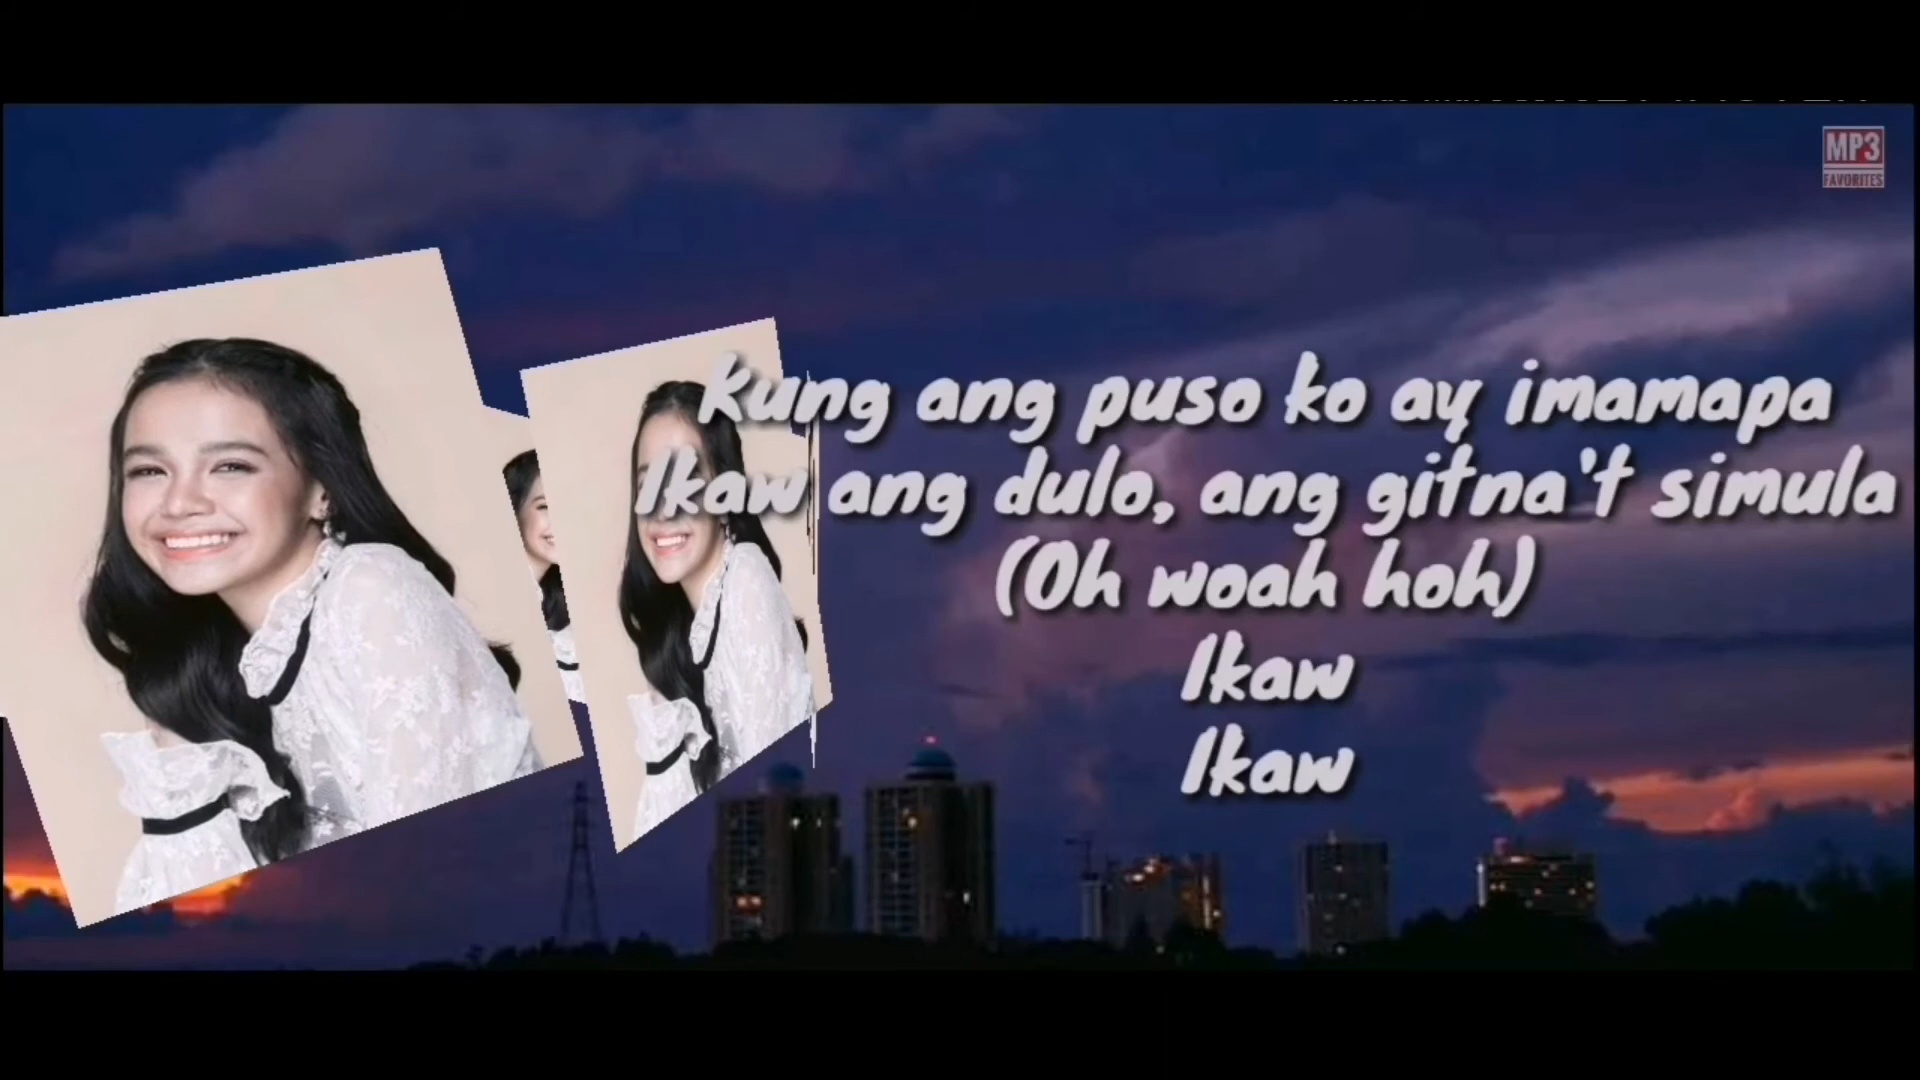 MP3
FAVORITES
Kung ang puso ko ay imamapa
Ikaw ang dulo, ang gitna't simula
(Oh woah hoh)
Ikaw
Ikaw